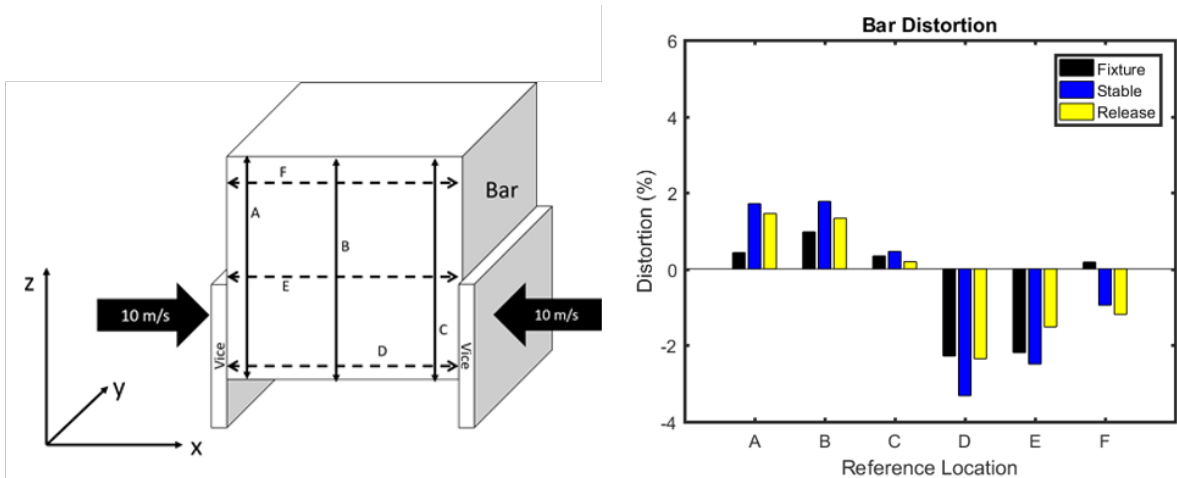 F
A
Bar
B
E
10 m/s
10 m/s
C
D
Vice
Vice
z
y
x
Bar Distortion
Fixture
Stable
Release
6
4
2
0
-2
-4
Distortion (%)
A B C D E F
Reference Location